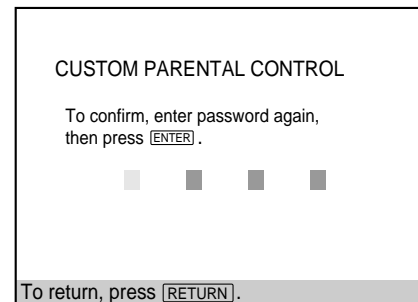 CUSTOM PARENTAL CONTROL
To confirm, enter password again,
then press ENTER .
To return, press RETURN .